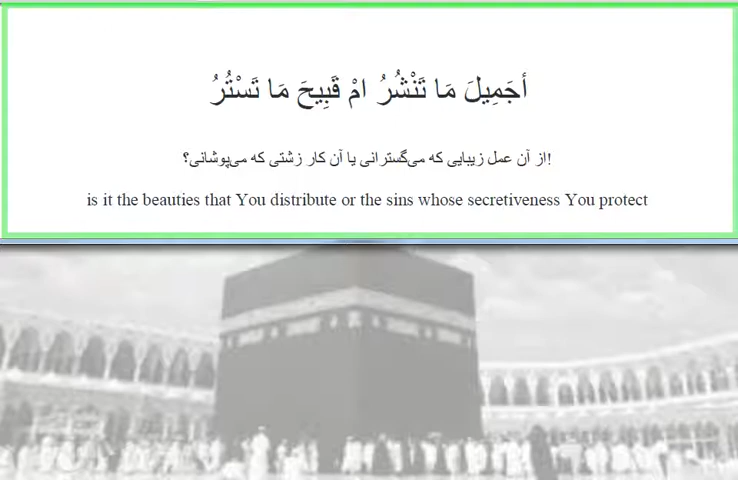 أجَمِيلَ مَا تَنْشُرُ امْ قَبِيحَ مَا تَسْتُرُ
!از آن عمل زیبایی که می‌گسترانی یا آن کار زشتی که می‌پوشانی؟
is it the beauties that You distribute or the sins whose secretiveness You protect